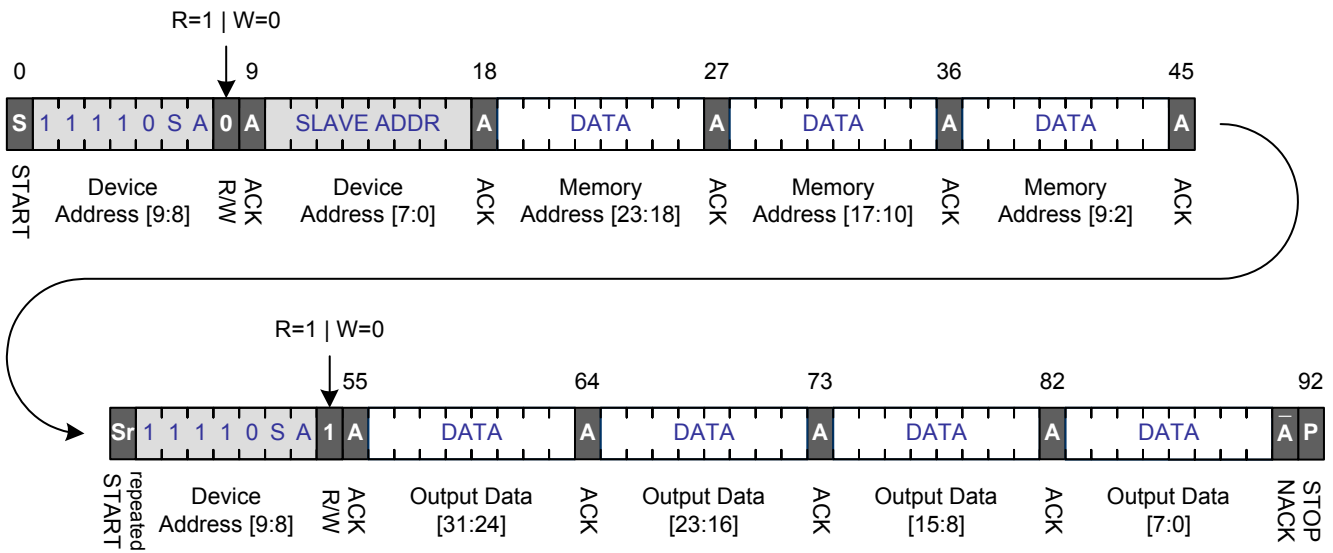 R=1 | W=0
0 9 18 27 36 45
S 1 1 1 1 0 S A 0 A SLAVE ADDR A DATA A DATA A DATA A
START Device Address [9:8] R/W ACK Device Address [7:0] ACK Memory Address [23:18] ACK Memory Address [17:10] ACK Memory Address [9:2] ACK
R=1 | W=0
55 64 73 82 92
Sr 1 1 1 1 0 S A 1 A DATA A DATA A DATA A DATA A̅ P
repeated START Device Address [9:8] R/W ACK Output Data [31:24] ACK Output Data [23:16] ACK Output Data [15:8] ACK Output Data [7:0] NACK STOP